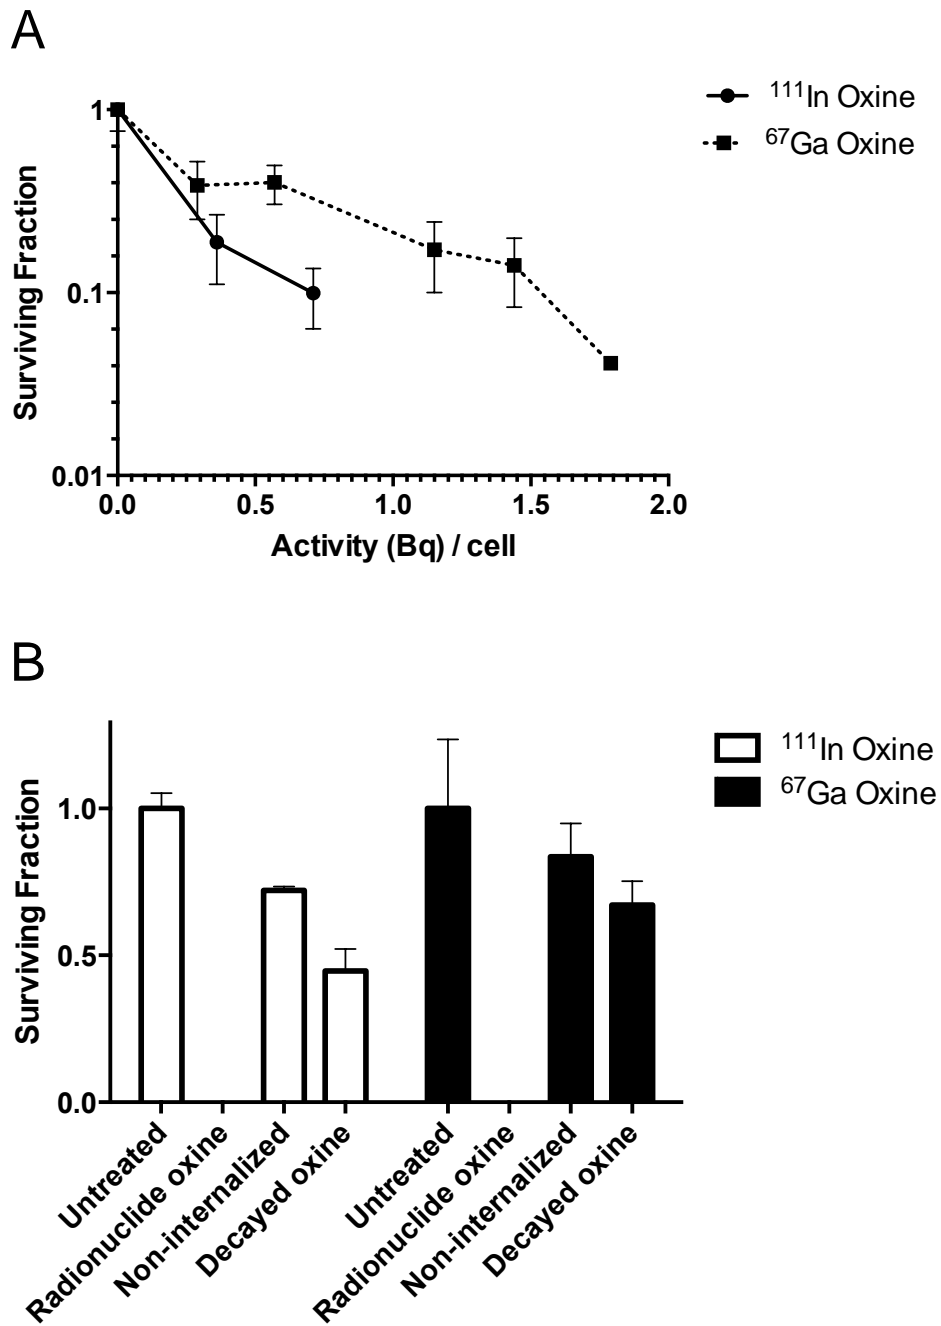 A
1
0.1
0.01
Surviving Fraction
0.0 0.5 1.0 1.5 2.0
Activity (Bq) / cell
¹¹¹In Oxine
⁶⁷Ga Oxine
B
1.0
0.5
0.0
Surviving Fraction
Untreated
Radionuclide oxine
Non-internalized
Decayed oxine
Untreated
Radionuclide oxine
Non-internalized
Decayed oxine
¹¹¹In Oxine
⁶⁷Ga Oxine